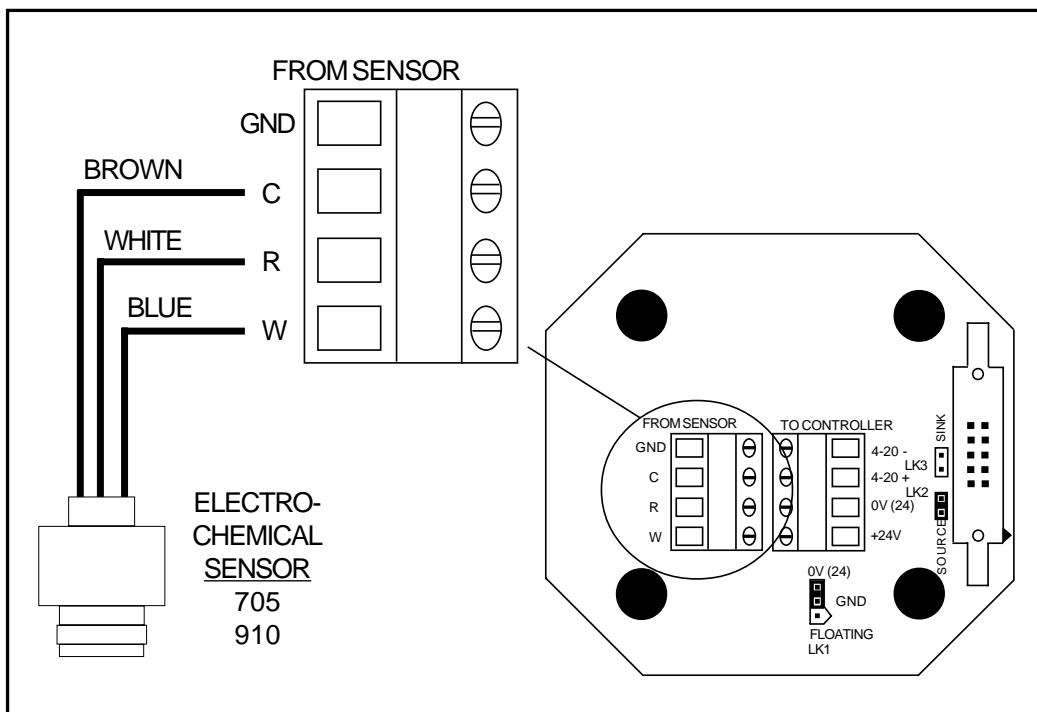 FROM SENSOR
GND
BROWN
C
WHITE
R
BLUE
W
ELECTRO-
CHEMICAL
SENSOR
705
910
FROM SENSOR
GND
C
R
W
TO CONTROLLER
4-20 -
4-20 +
0V (24)
+24V
SINK
LK3
LK2
SOURCE
0V (24)
GND
FLOATING
LK1